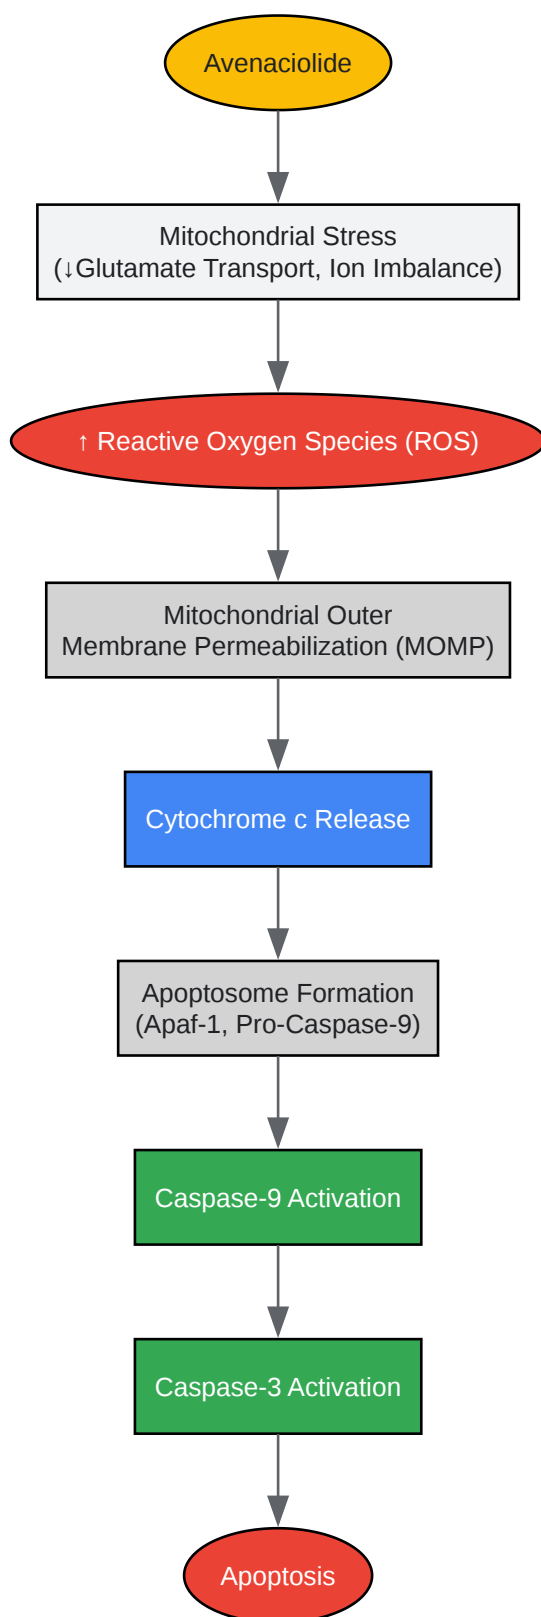 Avenaciolide
Mitochondrial Stress
(↓Glutamate Transport, Ion Imbalance)
↑ Reactive Oxygen Species (ROS)
Mitochondrial Outer
Membrane Permeabilization (MOMP)
Cytochrome c Release
Apoptosome Formation
(Apaf-1, Pro-Caspase-9)
Caspase-9 Activation
Caspase-3 Activation
Apoptosis